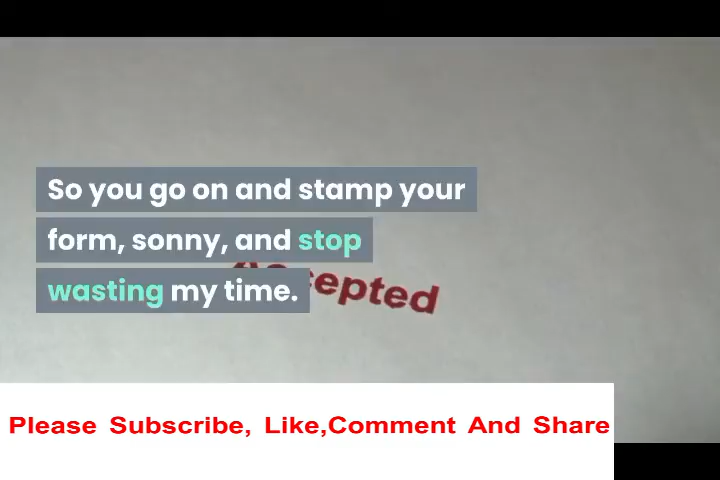 So you go on and stamp your
form, sonny, and stop
wasting my time.
Accepted
Please Subscribe, Like,Comment And Share